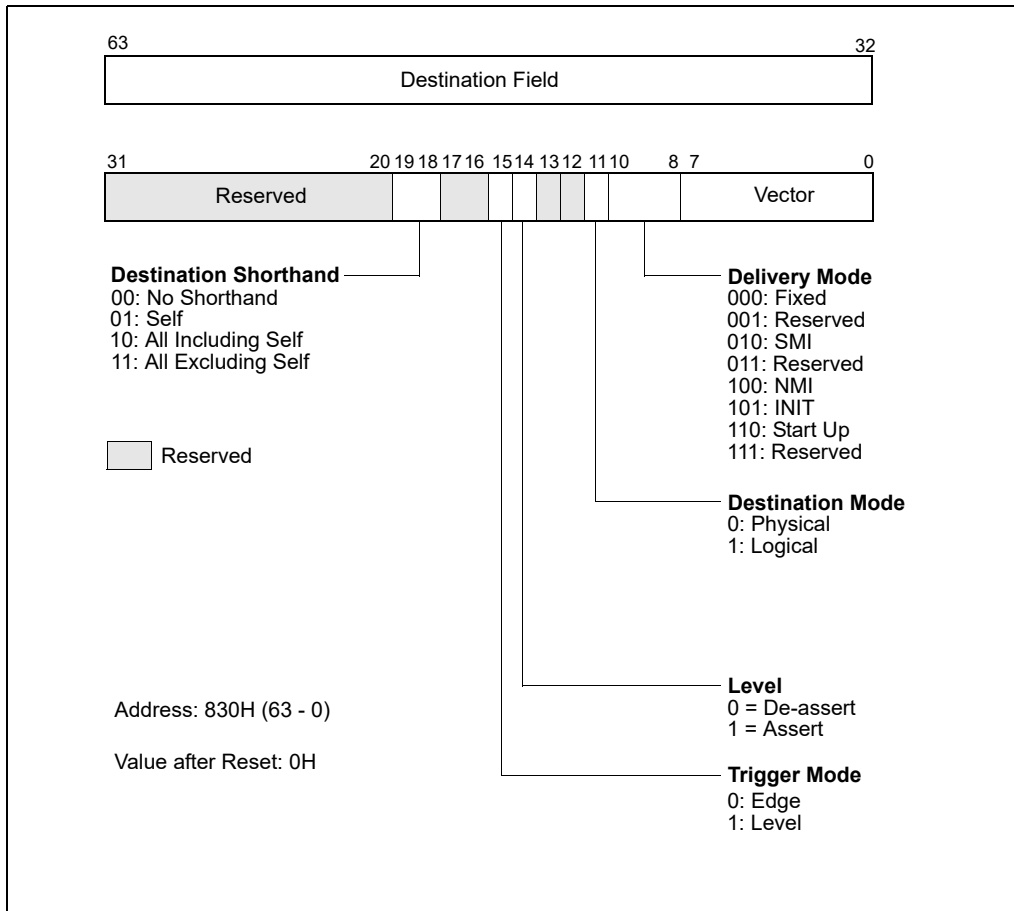 63 32
Destination Field
31 20 19 18 17 16 15 14 13 12 11 10 8 7 0
Reserved Vector
Destination Shorthand
00: No Shorthand
01: Self
10: All Including Self
11: All Excluding Self
Reserved
Delivery Mode
000: Fixed
001: Reserved
010: SMI
011: Reserved
100: NMI
101: INIT
110: Start Up
111: Reserved
Destination Mode
0: Physical
1: Logical
Level
0 = De-assert
1 = Assert
Address: 830H (63 - 0)
Value after Reset: 0H
Trigger Mode
0: Edge
1: Level